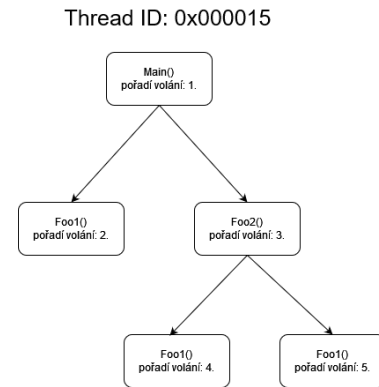 Thread ID: 0x000015
Main()
pořadí volání: 1.
Foo1()
pořadí volání: 2.
Foo2()
pořadí volání: 3.
Foo1()
pořadí volání: 4.
Foo1()
pořadí volání: 5.